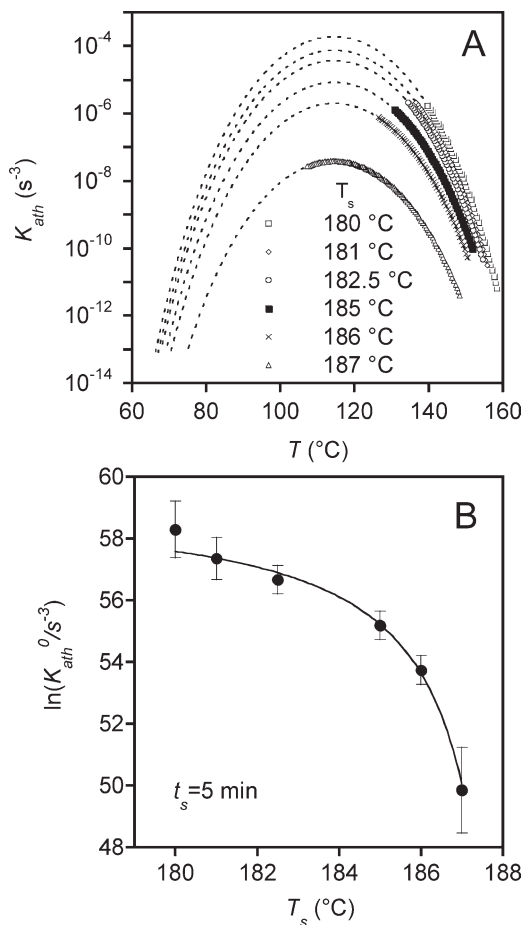 A
10⁻⁴
10⁻⁶
10⁻⁸
10⁻¹⁰
10⁻¹²
10⁻¹⁴
K_ath (s⁻³)
T_s
180 °C
181 °C
182.5 °C
185 °C
186 °C
187 °C
60 80 100 120 140 160
T (°C)
B
60
58
56
54
52
50
48
ln(K_ath⁰/s⁻³)
t_s=5 min
180 182 184 186 188
T_s (°C)